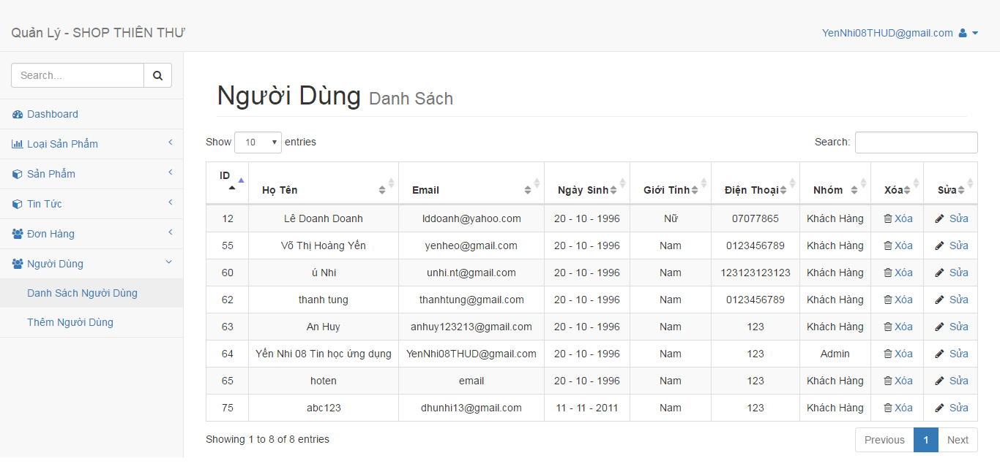 Quản Lý - SHOP THIÊN THƯ
YenNhi08THUD@gmail.com
Search...
Dashboard
Loại Sản Phẩm
Sản Phẩm
Tin Tức
Đơn Hàng
Người Dùng
Danh Sách Người Dùng
Thêm Người Dùng
Người Dùng Danh Sách
Show 10 entries
Search:
ID Họ Tên Email Ngày Sinh Giới Tính Điện Thoại Nhóm Xóa Sửa
12 Lê Doanh Doanh lddoanh@yahoo.com 20 - 10 - 1996 Nữ 07077865 Khách Hàng Xóa Sửa
55 Võ Thị Hoàng Yến yenheo@gmail.com 20 - 10 - 1996 Nam 0123456789 Khách Hàng Xóa Sửa
60 ú Nhi unhi.nt@gmail.com 20 - 10 - 1996 Nam 123123123123 Khách Hàng Xóa Sửa
62 thanh tung thanhtung@gmail.com 20 - 10 - 1996 Nam 0123456789 Khách Hàng Xóa Sửa
63 An Huy anhuy123213@gmail.com 20 - 10 - 1996 Nam 123 Khách Hàng Xóa Sửa
64 Yến Nhi 08 Tin học ứng dụng YenNhi08THUD@gmail.com 20 - 10 - 1996 Nam 123 Admin Xóa Sửa
65 hoten email 20 - 10 - 1996 Nam 123 Khách Hàng Xóa Sửa
75 abc123 dhunhi13@gmail.com 11 - 11 - 2011 Nam 123 Khách Hàng Xóa Sửa
Showing 1 to 8 of 8 entries
Previous 1 Next